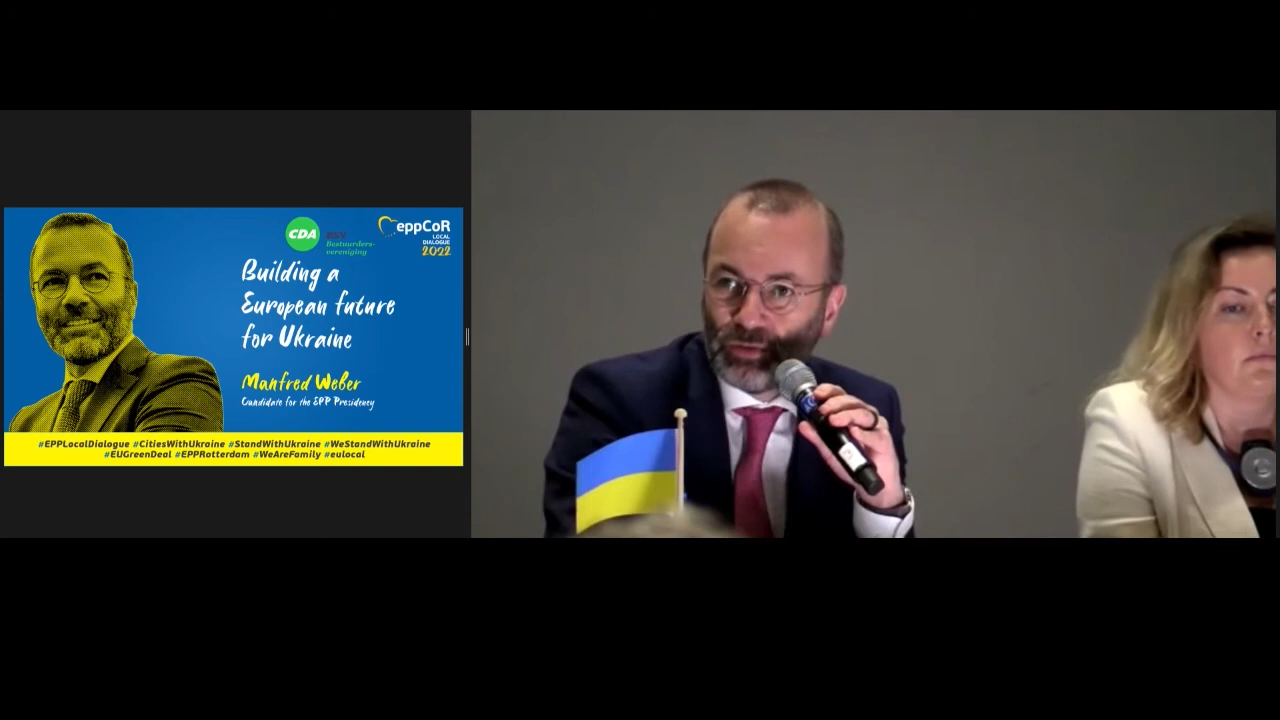 CDA
BSV
Bestuurders-
vereniging
eppCoR
LOCAL
DIALOGUE
2022
Building a
European future
for Ukraine
Manfred Weber
Candidate for the EPP Presidency
#EPPLocalDialogue #CitiesWithUkraine #StandWithUkraine #WeStandWithUkraine
#EUGreenDeal #EPPRotterdam #WeAreFamily #eulocal